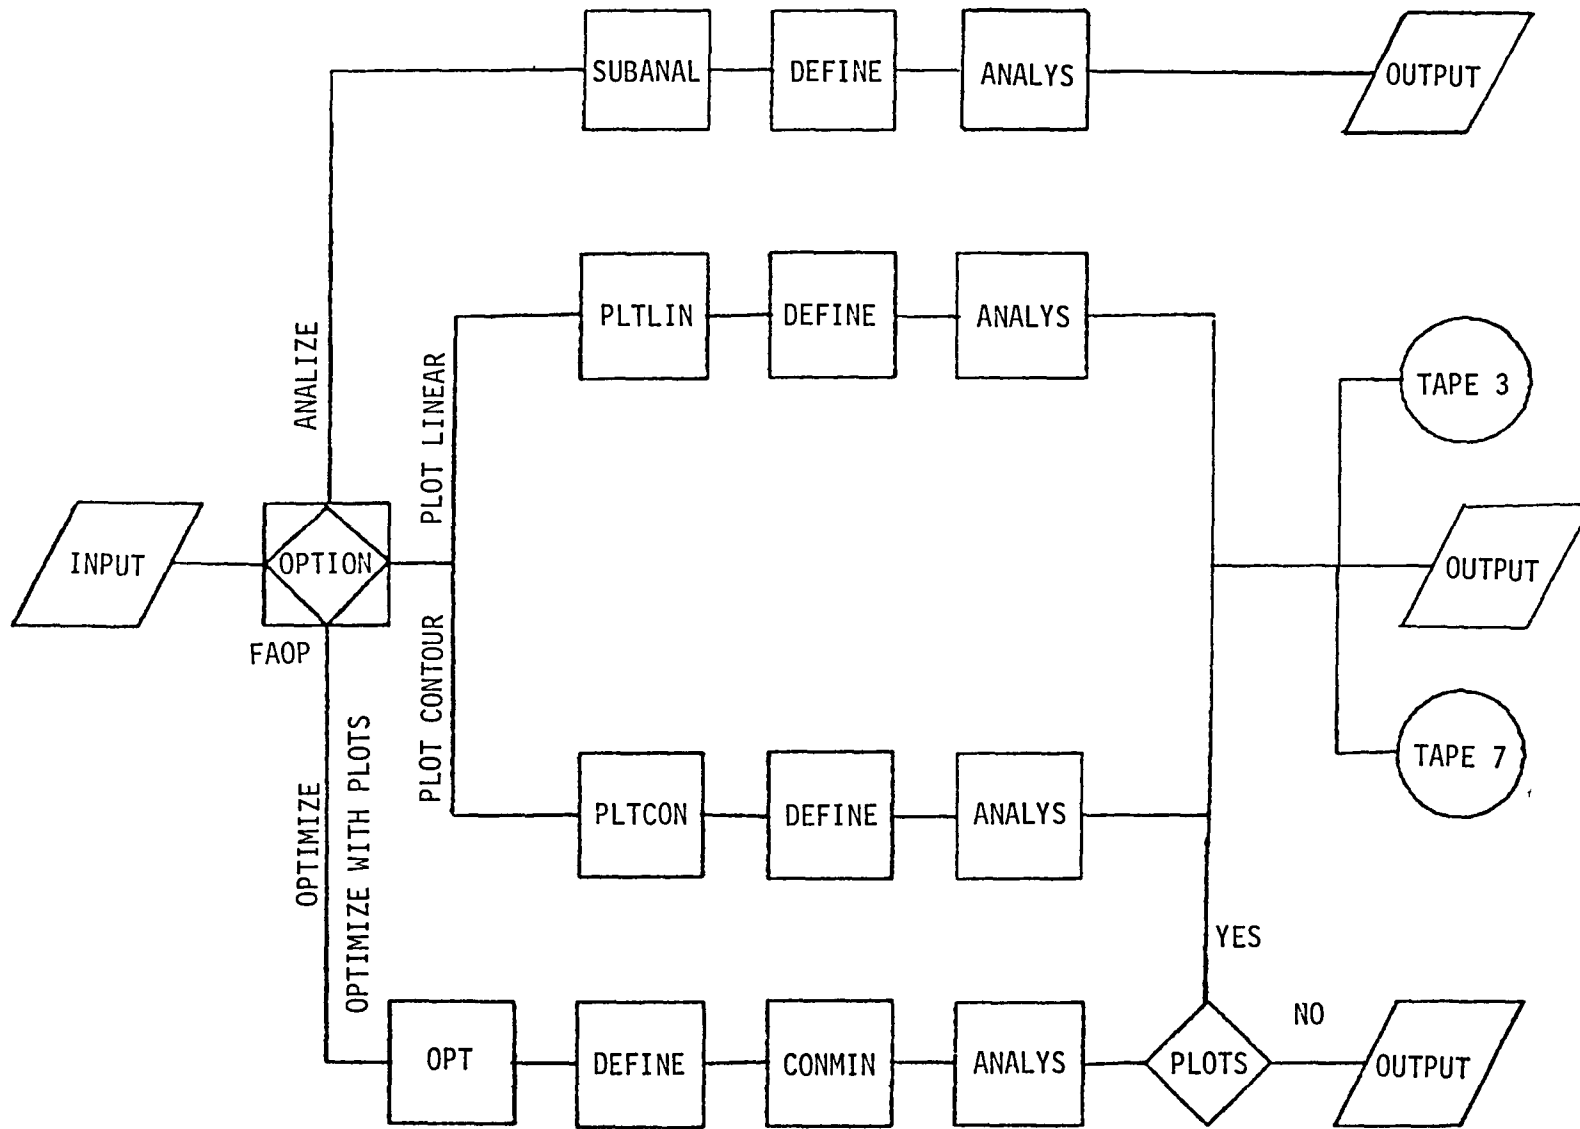 SUBANAL
DEFINE
ANALYS
OUTPUT
ANALIZE
PLOT LINEAR
PLTLIN
DEFINE
ANALYS
TAPE 3
INPUT
OPTION
FAOP
OUTPUT
PLOT CONTOUR
PLTCON
DEFINE
ANALYS
TAPE 7
OPTIMIZE
OPTIMIZE WITH PLOTS
OPT
DEFINE
CONMIN
ANALYS
PLOTS
YES
NO
OUTPUT